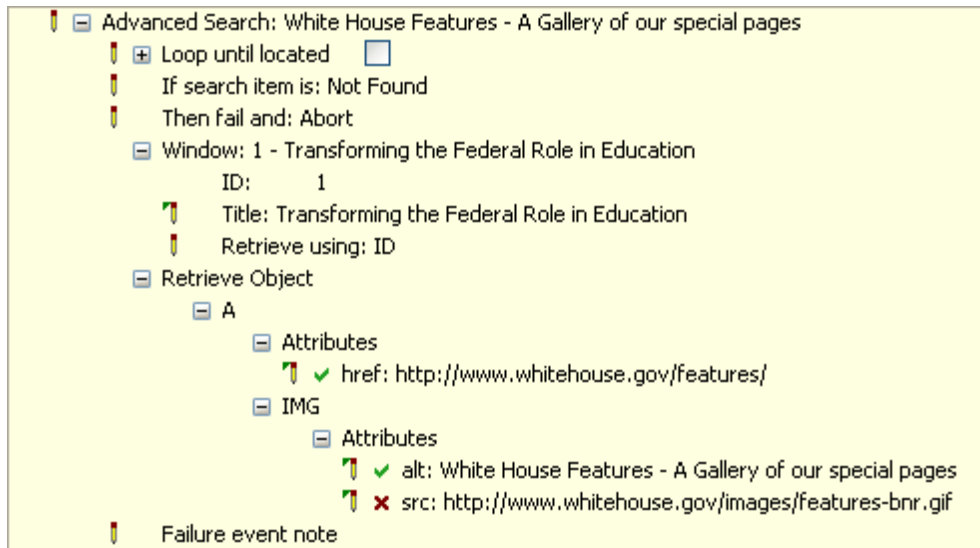 Advanced Search: White House Features - A Gallery of our special pages
Loop until located
If search item is: Not Found
Then fail and: Abort
Window: 1 - Transforming the Federal Role in Education
ID: 1
Title: Transforming the Federal Role in Education
Retrieve using: ID
Retrieve Object
A
Attributes
href: http://www.whitehouse.gov/features/
IMG
Attributes
alt: White House Features - A Gallery of our special pages
src: http://www.whitehouse.gov/images/features-bnr.gif
Failure event note